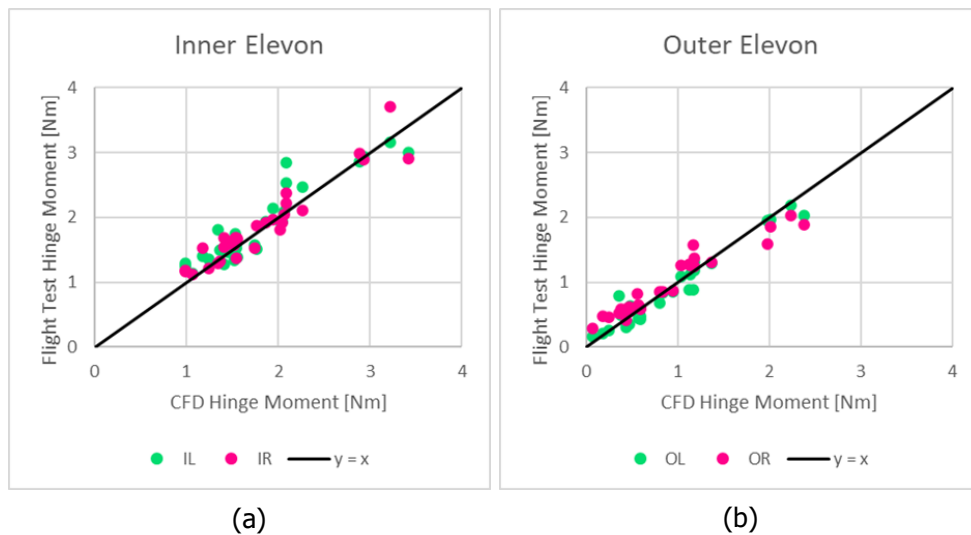 Inner Elevon
Flight Test Hinge Moment [Nm]
4
3
2
1
0
0 1 2 3 4
CFD Hinge Moment [Nm]
IL IR y = x
(a)
Outer Elevon
Flight Test Hinge Moment [Nm]
4
3
2
1
0
0 1 2 3 4
CFD Hinge Moment [Nm]
OL OR y = x
(b)